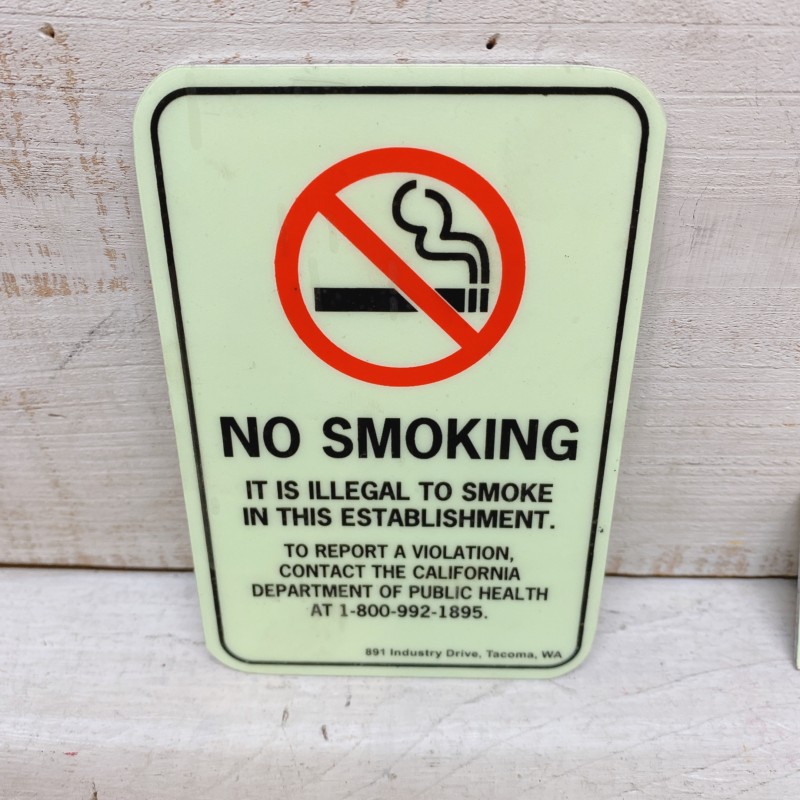 NO SMOKING
IT IS ILLEGAL TO SMOKE
IN THIS ESTABLISHMENT.
TO REPORT A VIOLATION,
CONTACT THE CALIFORNIA
DEPARTMENT OF PUBLIC HEALTH
AT 1-800-992-1895.
891 Industry Drive, Tacoma, WA